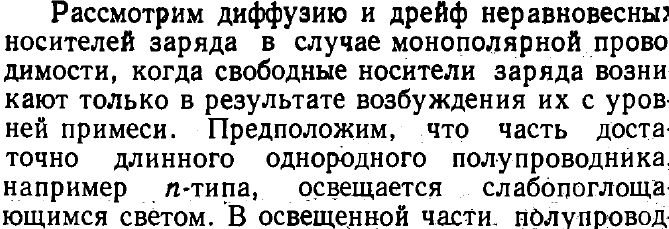 Рассмотрим диффузию и дрейф неравновесных
носителей заряда в случае монополярной прово
димости, когда свободные носители заряда возни
кают только в результате возбуждения их с уров
ней примеси. Предположим, что часть доста-
точно длинного однородного полупроводника,
например n-типа, освещается слабопоглоща-
ющимся светом. В освещенной части полупровод-